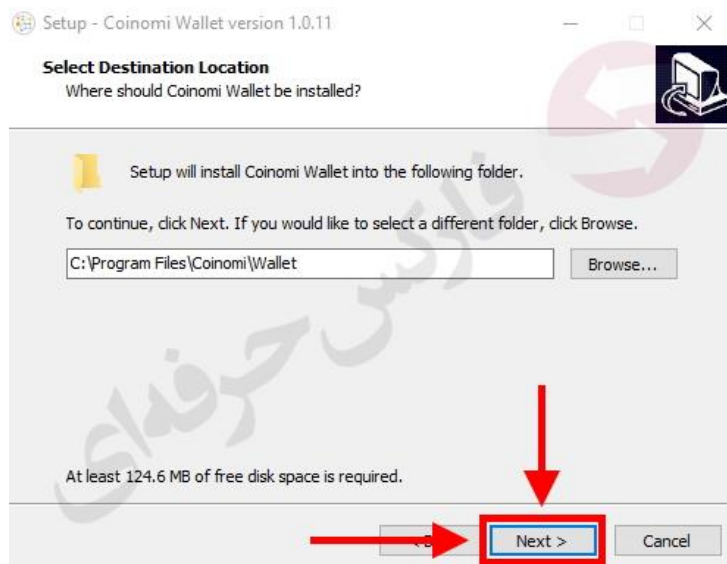 Setup - Coinomi Wallet version 1.0.11
Select Destination Location
Where should Coinomi Wallet be installed?
Setup will install Coinomi Wallet into the following folder.
To continue, click Next. If you would like to select a different folder, click Browse.
C:\Program Files\Coinomi\Wallet
Browse...
فارکس حرفه‌ای
At least 124.6 MB of free disk space is required.
Next >
Cancel